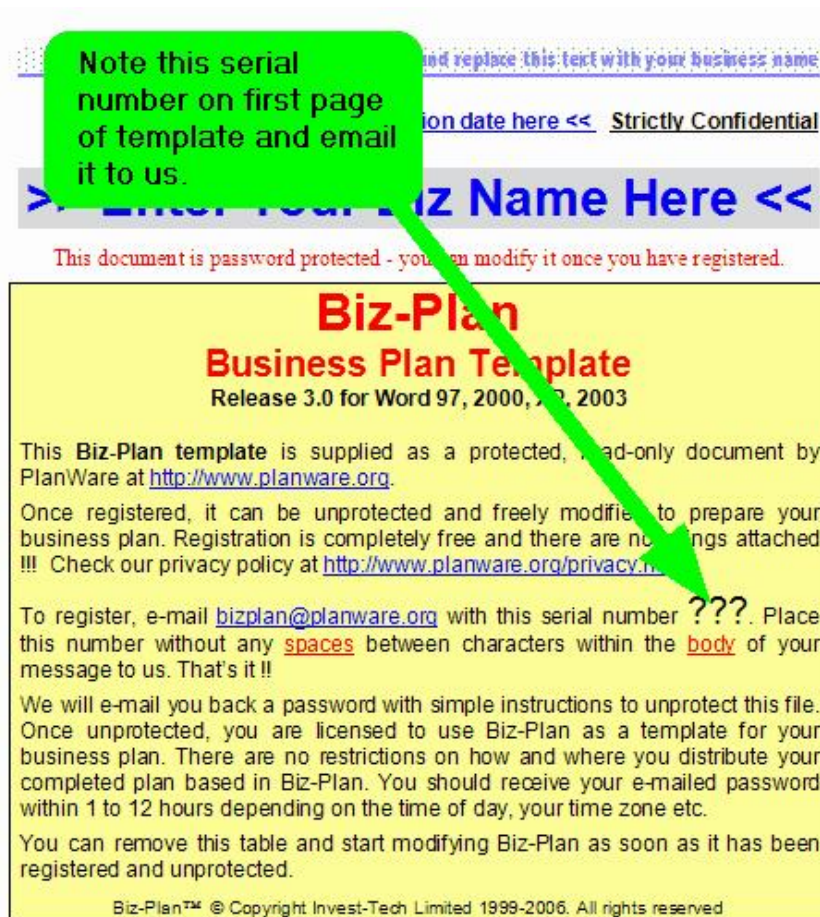 Note this serial
number on first page
of template and email
it to us.
and replace this text with your business name
ion date here << Strictly Confidential
Biz Name Here <<
This document is password protected - you can modify it once you have registered.
Biz-Plan
Business Plan Template
Release 3.0 for Word 97, 2000, XP, 2003
This Biz-Plan template is supplied as a protected, read-only document by
PlanWare at http://www.planware.org.
Once registered, it can be unprotected and freely modified to prepare your
business plan. Registration is completely free and there are no strings attached
!!! Check our privacy policy at http://www.planware.org/privacy.h
To register, e-mail bizplan@planware.org with this serial number ???. Place
this number without any spaces between characters within the body of your
message to us. That's it !!
We will e-mail you back a password with simple instructions to unprotect this file.
Once unprotected, you are licensed to use Biz-Plan as a template for your
business plan. There are no restrictions on how and where you distribute your
completed plan based in Biz-Plan. You should receive your e-mailed password
within 1 to 12 hours depending on the time of day, your time zone etc.
You can remove this table and start modifying Biz-Plan as soon as it has been
registered and unprotected.
Biz-Plan™ © Copyright Invest-Tech Limited 1999-2006. All rights reserved